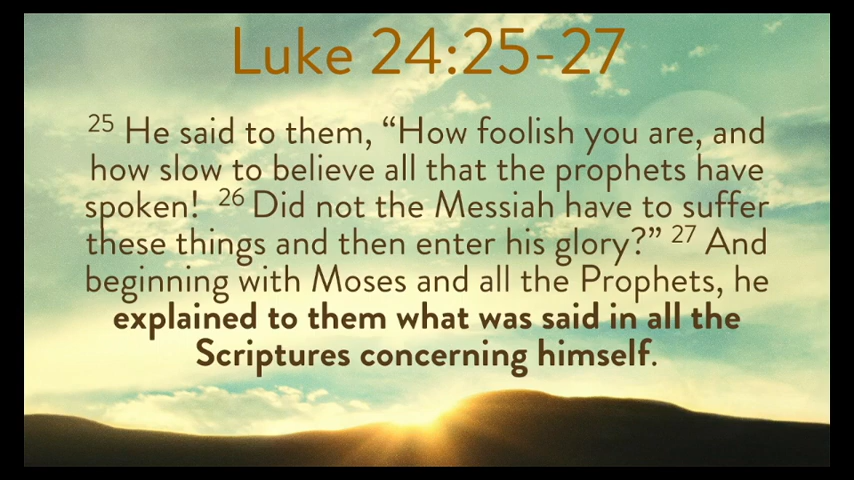 Luke 24:25-27
25 He said to them, “How foolish you are, and
how slow to believe all that the prophets have
spoken! 26 Did not the Messiah have to suffer
these things and then enter his glory?” 27 And
beginning with Moses and all the Prophets, he
explained to them what was said in all the
Scriptures concerning himself.